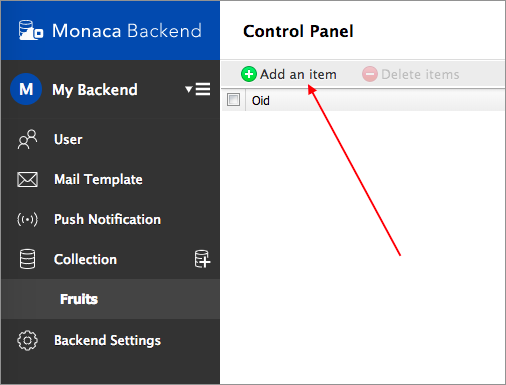 Monaca Backend
Control Panel
M My Backend
Add an item Delete items
Oid
User
Mail Template
Push Notification
Collection
Fruits
Backend Settings